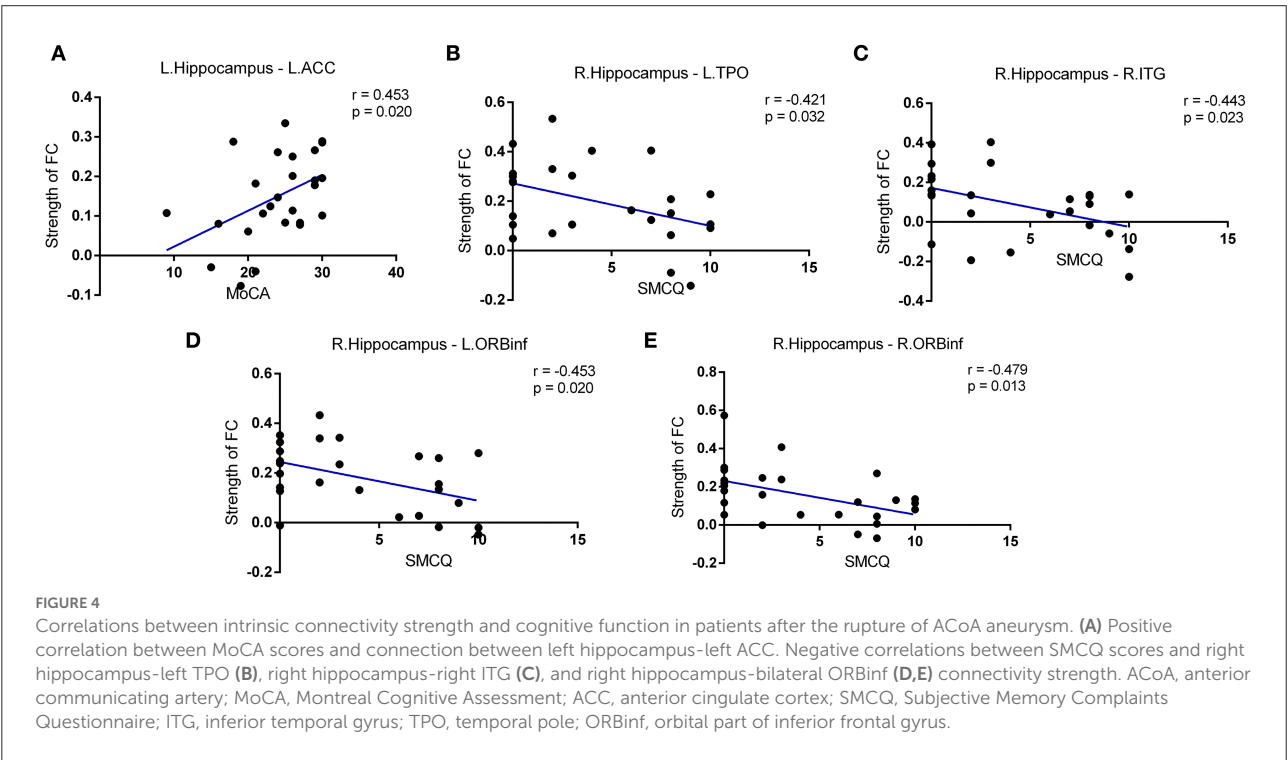 A
L.Hippocampus - L.ACC
r = 0.453
p = 0.020
0.4
0.3
0.2
0.1
0.0
-0.1
Strength of FC
10
20
30
40
MoCA
B
R.Hippocampus - L.TPO
r = -0.421
p = 0.032
0.6
0.4
0.2
0.0
-0.2
Strength of FC
5
10
15
SMCQ
C
R.Hippocampus - R.ITG
r = -0.443
p = 0.023
0.6
0.4
0.2
0.0
-0.2
-0.4
Strength of FC
5
10
15
SMCQ
D
R.Hippocampus - L.ORBinf
r = -0.453
p = 0.020
0.6
0.4
0.2
0.0
-0.2
Strength of FC
5
10
15
SMCQ
E
R.Hippocampus - R.ORBinf
r = -0.479
p = 0.013
0.8
0.6
0.4
0.2
0.0
-0.2
Strength of FC
5
10
15
SMCQ
FIGURE 4
Correlations between intrinsic connectivity strength and cognitive function in patients after the rupture of ACoA aneurysm. (A) Positive
correlation between MoCA scores and connection between left hippocampus-left ACC. Negative correlations between SMCQ scores and right
hippocampus-left TPO (B), right hippocampus-right ITG (C), and right hippocampus-bilateral ORBinf (D,E) connectivity strength. ACoA, anterior
communicating artery; MoCA, Montreal Cognitive Assessment; ACC, anterior cingulate cortex; SMCQ, Subjective Memory Complaints
Questionnaire; ITG, inferior temporal gyrus; TPO, temporal pole; ORBinf, orbital part of inferior frontal gyrus.